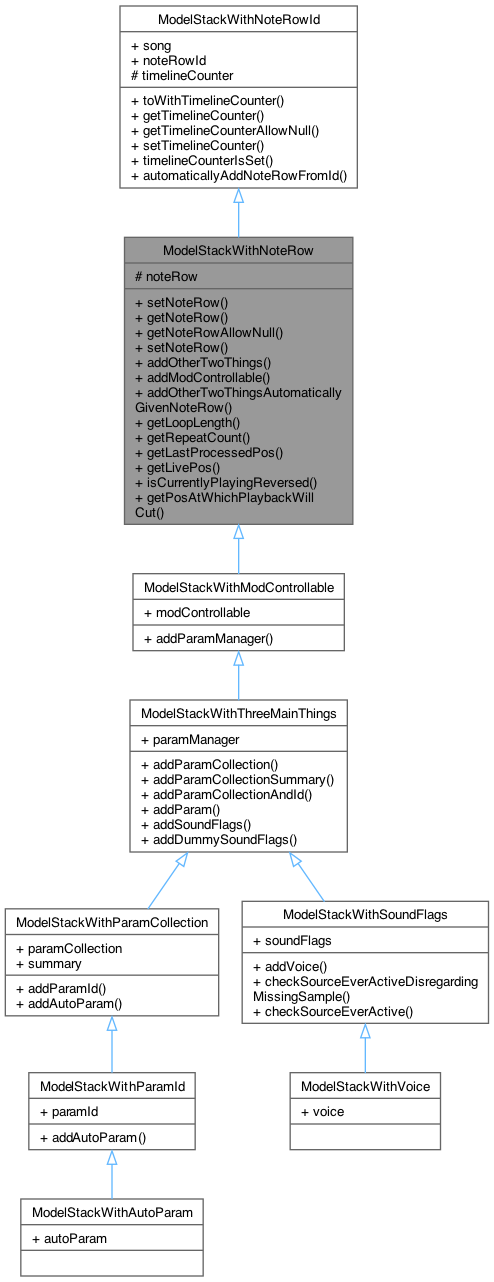 ModelStackWithNoteRowId
+ song
+ noteRowId
# timelineCounter
+ toWithTimelineCounter()
+ getTimelineCounter()
+ getTimelineCounterAllowNull()
+ setTimelineCounter()
+ timelineCounterIsSet()
+ automaticallyAddNoteRowFromId()
ModelStackWithNoteRow
# noteRow
+ setNoteRow()
+ getNoteRow()
+ getNoteRowAllowNull()
+ setNoteRow()
+ addOtherTwoThings()
+ addModControllable()
+ addOtherTwoThingsAutomatically
GivenNoteRow()
+ getLoopLength()
+ getRepeatCount()
+ getLastProcessedPos()
+ getLivePos()
+ isCurrentlyPlayingReversed()
+ getPosAtWhichPlaybackWill
Cut()
ModelStackWithModControllable
+ modControllable
+ addParamManager()
ModelStackWithThreeMainThings
+ paramManager
+ addParamCollection()
+ addParamCollectionSummary()
+ addParamCollectionAndId()
+ addParam()
+ addSoundFlags()
+ addDummySoundFlags()
ModelStackWithParamCollection
+ paramCollection
+ summary
+ addParamId()
+ addAutoParam()
ModelStackWithSoundFlags
+ soundFlags
+ addVoice()
+ checkSourceEverActiveDisregarding
MissingSample()
+ checkSourceEverActive()
ModelStackWithParamId
+ paramId
+ addAutoParam()
ModelStackWithVoice
+ voice
ModelStackWithAutoParam
+ autoParam